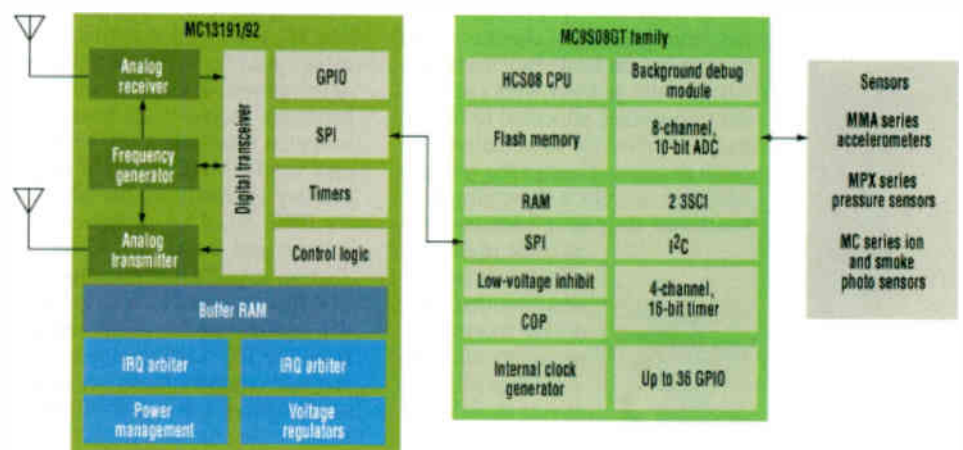 MC13191/92
Analog
receiver
Frequency
generator
Analog
transmitter
Digital transceiver
GPIO
SPI
Timers
Control logic
Buffer RAM
IRQ arbiter
IRQ arbiter
Power
management
Voltage
regulators
MC9S08GT family
HCS08 CPU
Background debug
module
Flash memory
8-channel,
10-bit ADC
RAM
2 3SCI
SPI
I²C
Low-voltage inhibit
4-channel,
16-bit timer
COP
Internal clock
generator
Up to 36 GPIO
Sensors
MMA series
accelerometers
MPX series
pressure sensors
MC series ion
and smoke
photo sensors